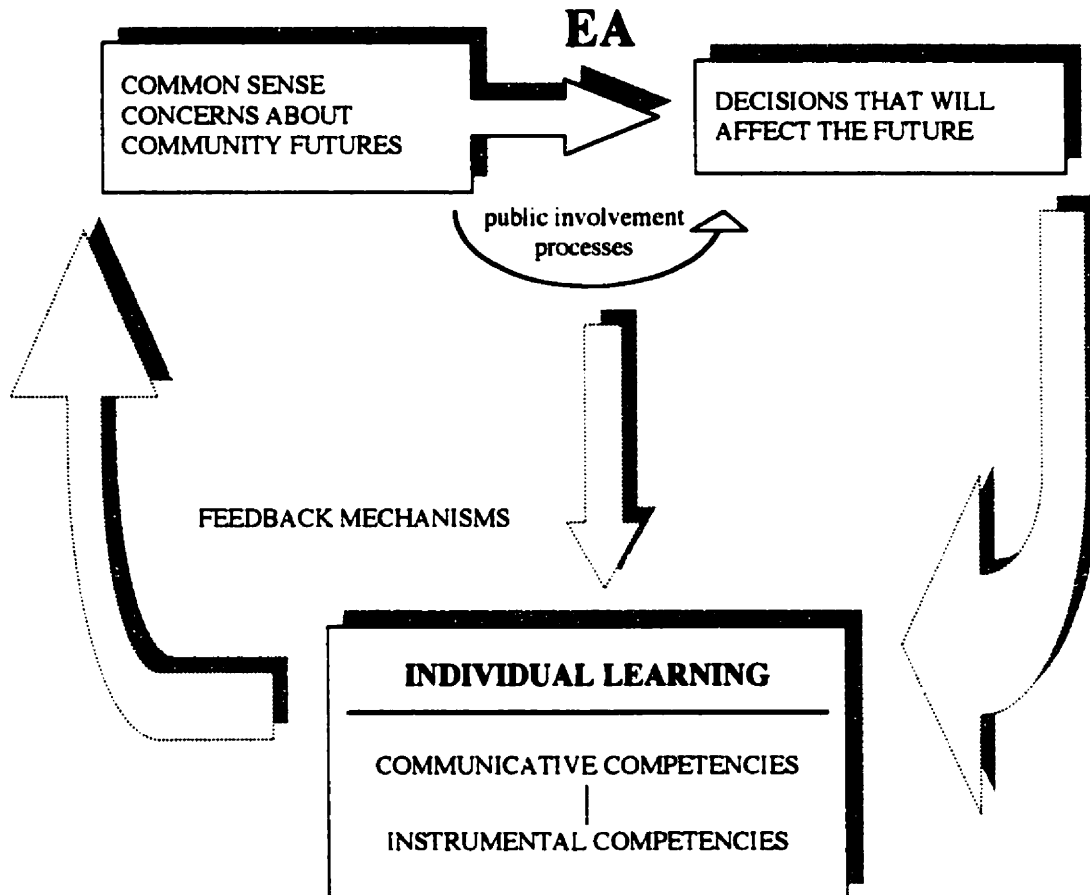 EA
COMMON SENSE
CONCERNS ABOUT
COMMUNITY FUTURES
DECISIONS THAT WILL
AFFECT THE FUTURE
public involvement
processes
FEEDBACK MECHANISMS
INDIVIDUAL LEARNING
COMMUNICATIVE COMPETENCIES
INSTRUMENTAL COMPETENCIES